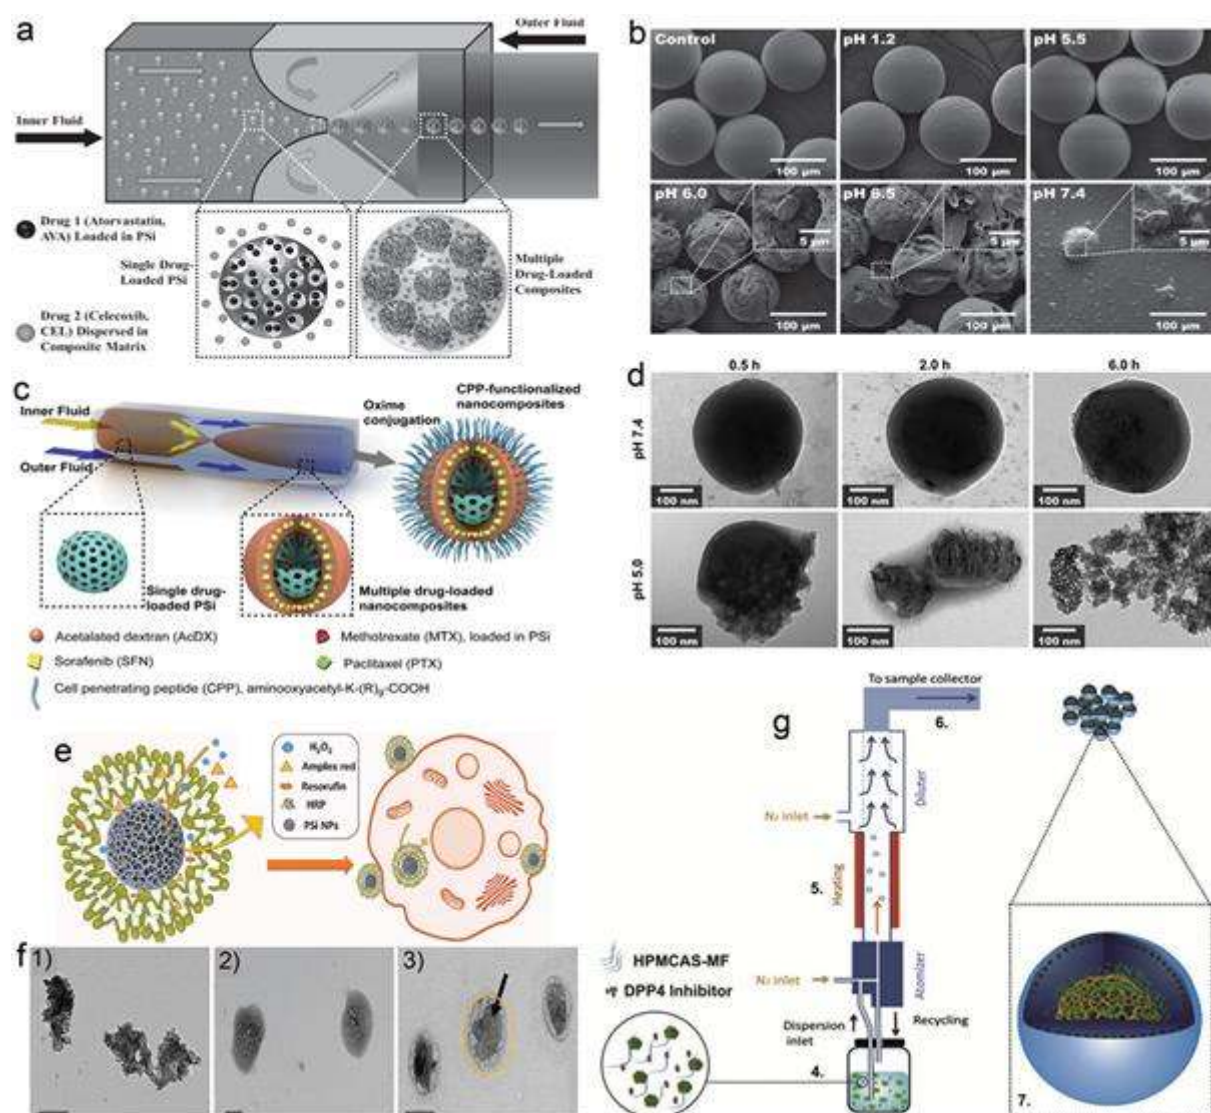 a
Outer Fluid
Inner Fluid
Drug 1 (Atorvastatin,
AVA) Loaded in PSi
Drug 2 (Celecoxib,
CEL) Dispersed in
Composite Matrix
Single Drug-
Loaded PSi
Multiple
Drug-Loaded
Composites
b
Control
pH 1.2
pH 5.5
100 µm
100 µm
100 µm
pH 6.0
pH 6.5
pH 7.4
5 µm
5 µm
5 µm
100 µm
100 µm
100 µm
c
Inner Fluid
Outer Fluid
Oxime
conjugation
CPP-functionalized
nanocomposites
Single drug-
loaded PSi
Multiple drug-loaded
nanocomposites
Acetalated dextran (AcDX)
Methotrexate (MTX), loaded in PSi
Sorafenib (SFN)
Paclitaxel (PTX)
Cell penetrating peptide (CPP), aminooxyacetyl-K-(R)9-COOH
d
0.5 h
2.0 h
6.0 h
pH 7.4
100 nm
100 nm
100 nm
pH 5.0
100 nm
100 nm
100 nm
e
H2O2
Amplex red
Resorufin
HRP
PSi NPs
f
1)
2)
3)
g
To sample collector
6.
Diluter
N2 inlet
5.
Heating
HPMCAS-MF
DPP4 Inhibitor
N2 inlet
Atomizer
Dispersion
inlet
Recycling
4.
7.